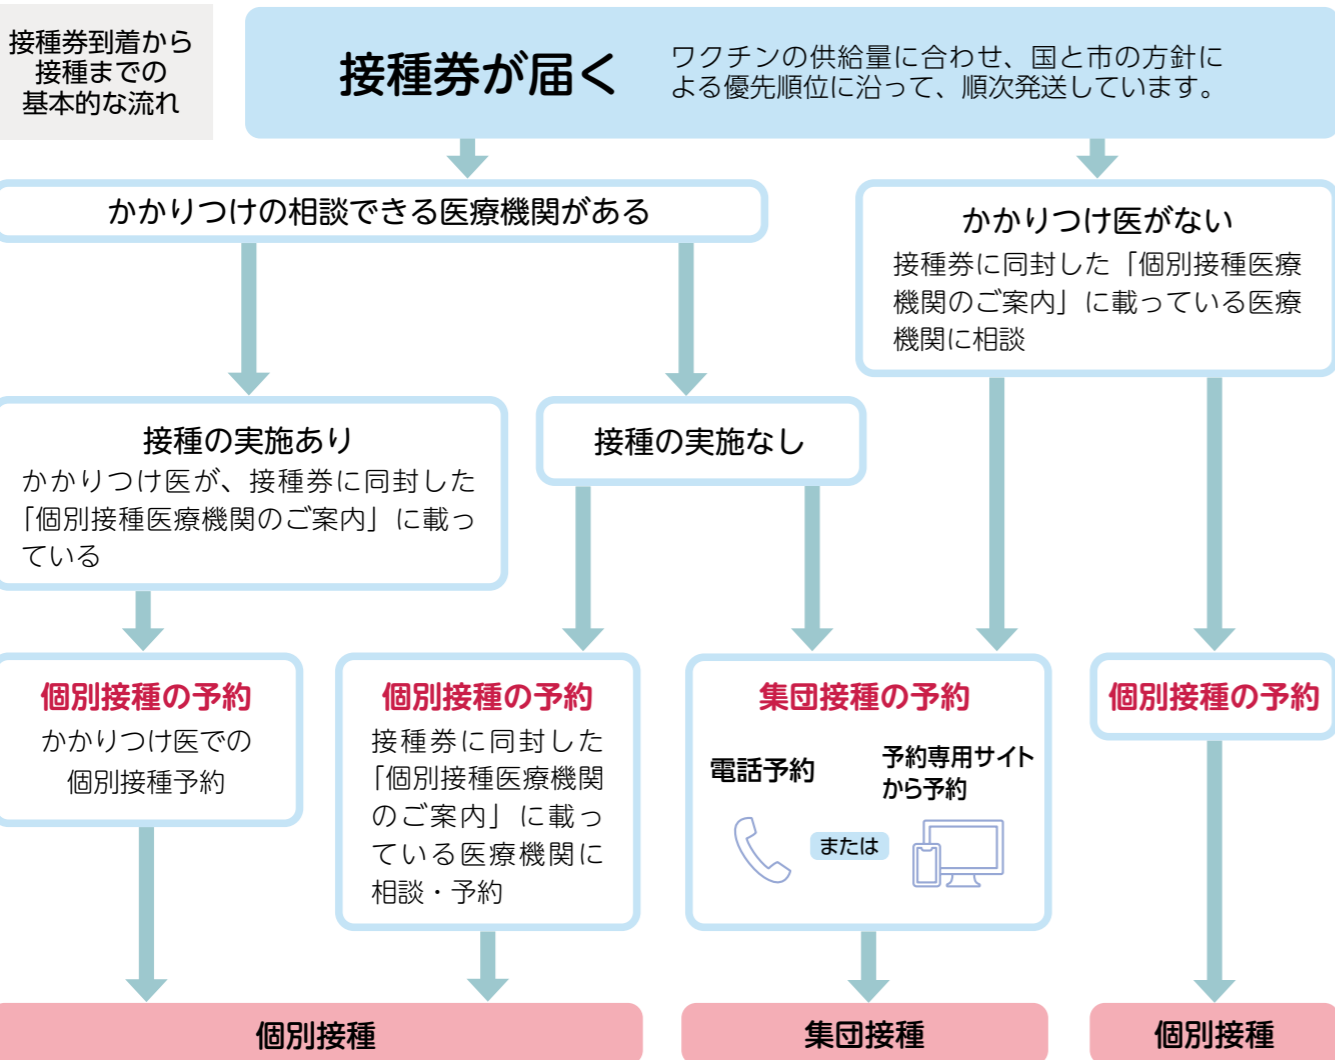 接種券到着から
接種までの
基本的な流れ
接種券が届く
ワクチンの供給量に合わせ、国と市の方針に
よる優先順位に沿って、順次発送しています。
かかりつけの相談できる医療機関がある
かかりつけ医がない
接種券に同封した「個別接種医療
機関のご案内」に載っている医療
機関に相談
接種の実施あり
かかりつけ医が、接種券に同封した
「個別接種医療機関のご案内」に載っ
ている
接種の実施なし
個別接種の予約
かかりつけ医での
個別接種予約
個別接種の予約
接種券に同封した
「個別接種医療機関
のご案内」に載っ
ている医療機関に
相談・予約
集団接種の予約
電話予約
または
予約専用サイト
から予約
個別接種の予約
個別接種
集団接種
個別接種